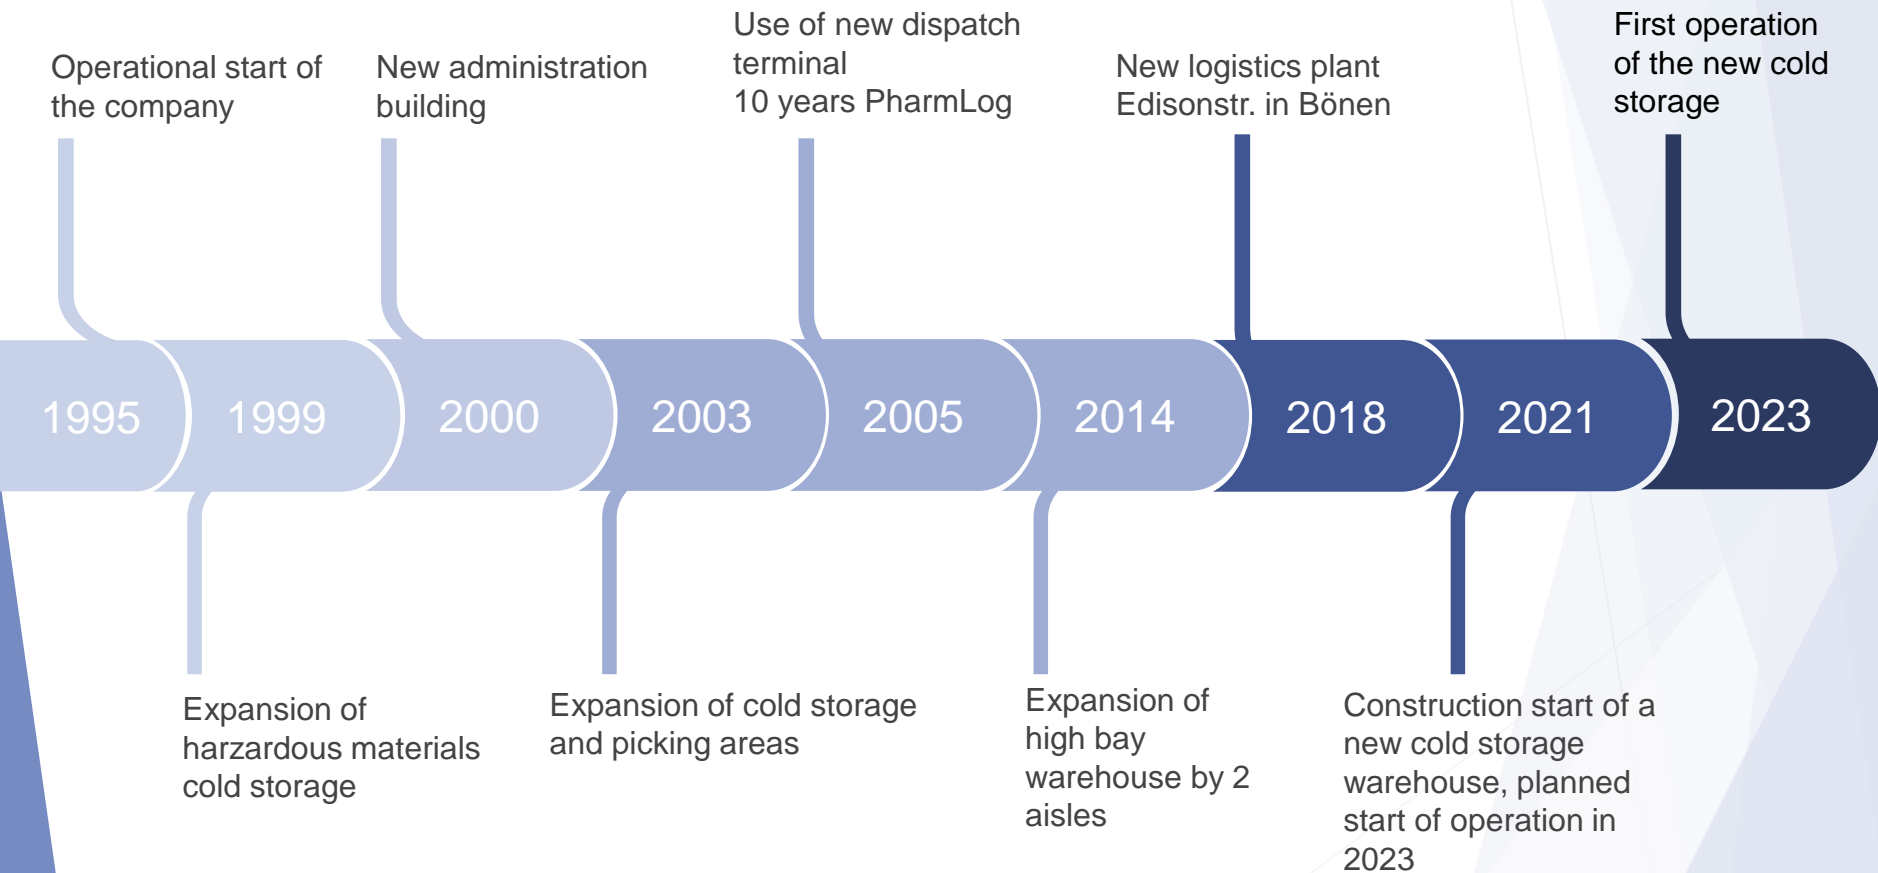 Operational start of
the company
New administration
building
Use of new dispatch
terminal
10 years PharmLog
New logistics plant
Edisonstr. in Bönen
First operation
of the new cold
storage
1995
1999
2000
2003
2005
2014
2018
2021
2023
Expansion of
harzardous materials
cold storage
Expansion of cold storage
and picking areas
Expansion of
high bay
warehouse by 2
aisles
Construction start of a
new cold storage
warehouse, planned
start of operation in
2023